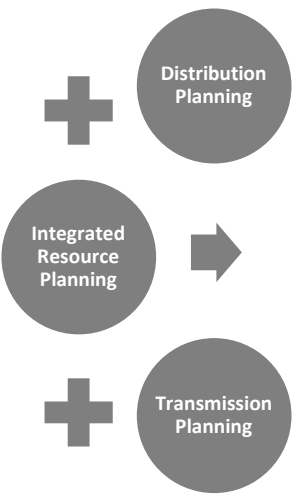 Distribution
Planning
Integrated
Resource
Planning
Transmission
Planning